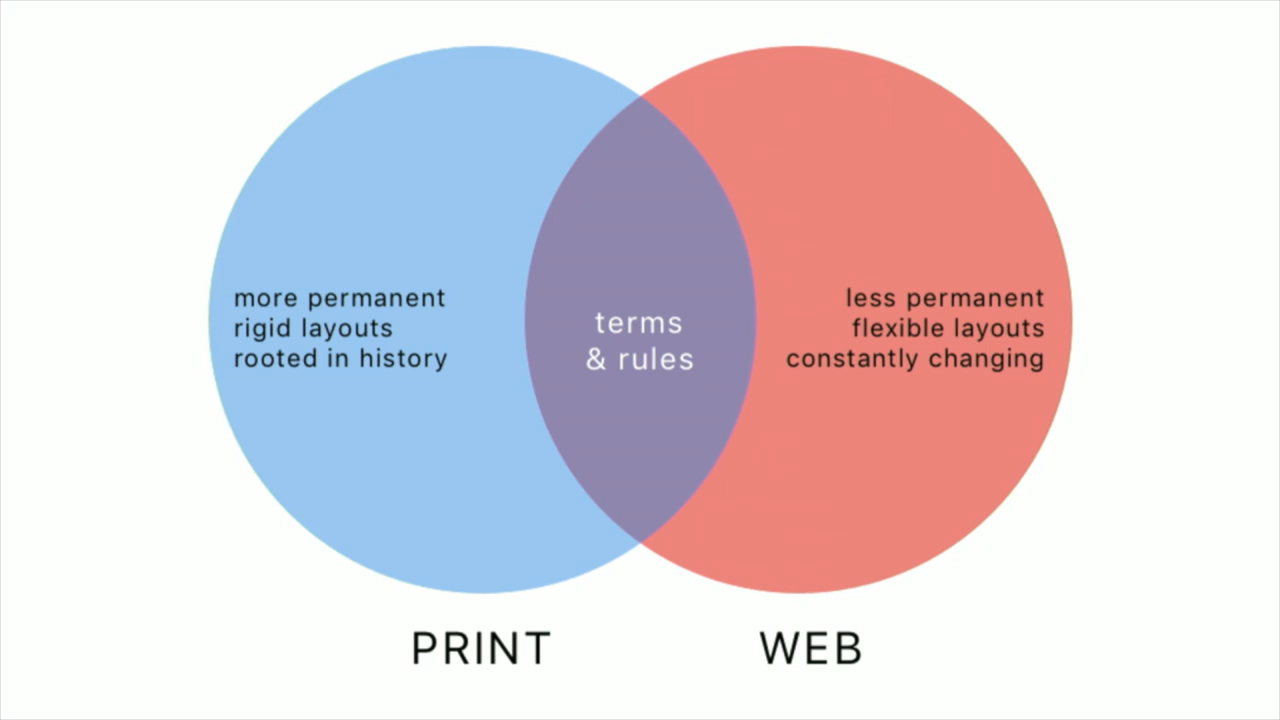 more permanent
rigid layouts
rooted in history
terms
& rules
less permanent
flexible layouts
constantly changing
PRINT
WEB